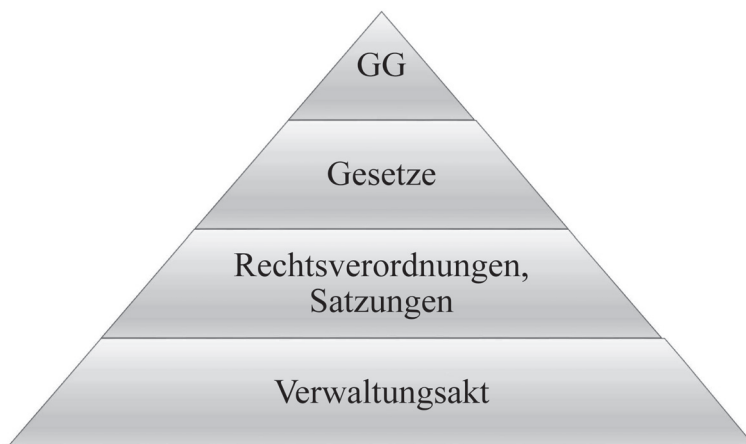 GG
Gesetze
Rechtsverordnungen,
Satzungen
Verwaltungsakt